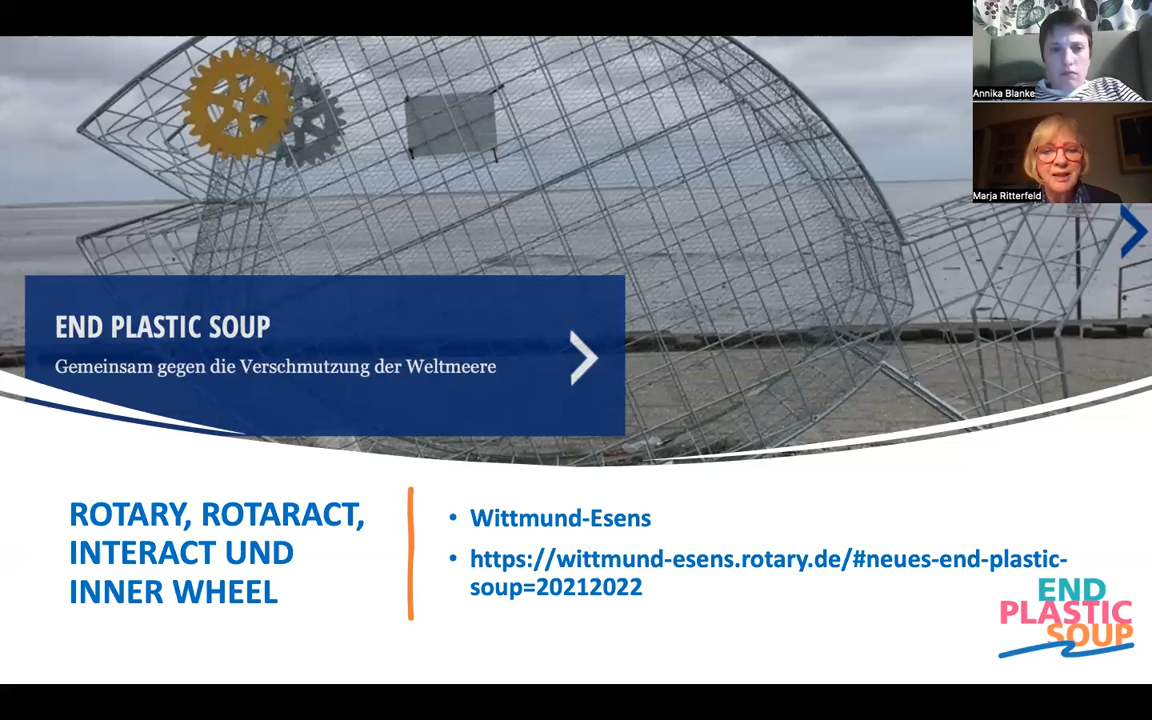 Annika Blanke
Marja Ritterfeld
END PLASTIC SOUP
Gemeinsam gegen die Verschmutzung der Weltmeere
ROTARY, ROTARACT,
INTERACT UND
INNER WHEEL
• Wittmund-Esens
• https://wittmund-esens.rotary.de/#neues-end-plastic-
soup=20212022
END
PLASTIC
SOUP